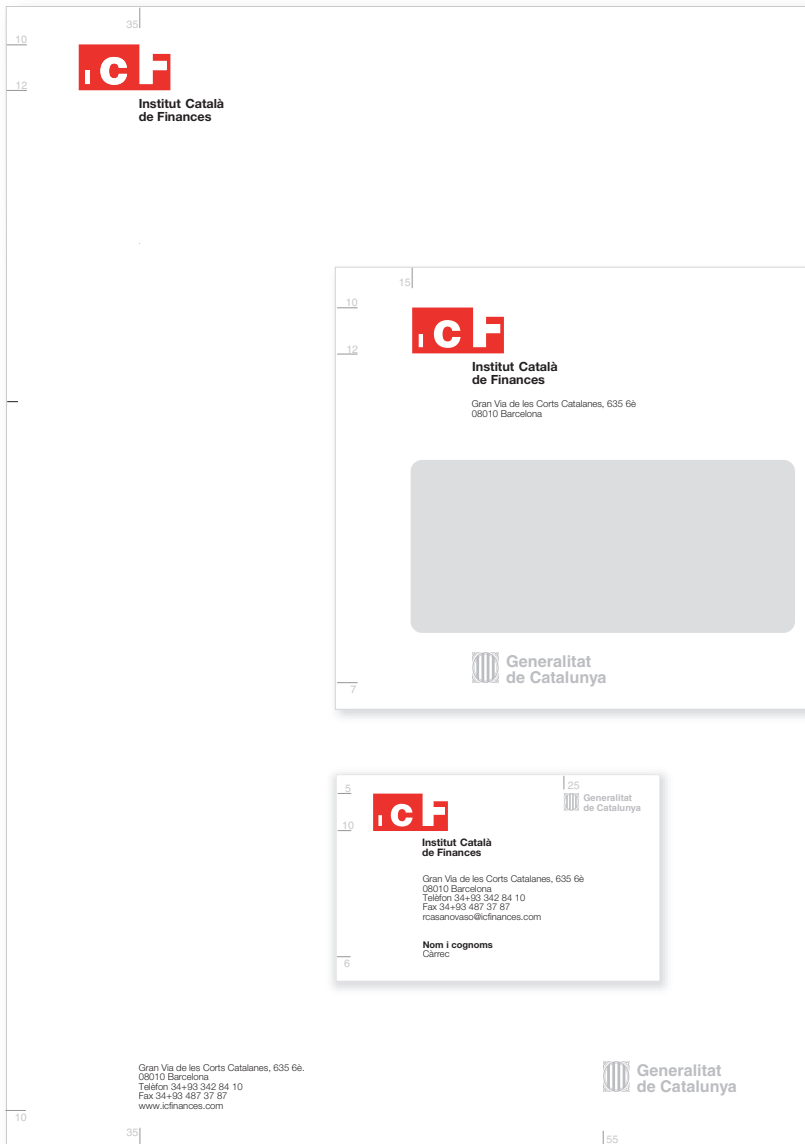 35
10
12
ICF
Institut Català
de Finances
15
10
12
ICF
Institut Català
de Finances
Gran Via de les Corts Catalanes, 635 6è
08010 Barcelona
Generalitat
de Catalunya
7
5
10
25
ICF
Generalitat
de Catalunya
Institut Català
de Finances
Gran Via de les Corts Catalanes, 635 6è
08010 Barcelona
Telèfon 34+93 342 84 10
Fax 34+93 487 37 87
rcasanovaso@icfinances.com
Nom i cognoms
Càrrec
6
Gran Via de les Corts Catalanes, 635 6è.
08010 Barcelona
Telèfon 34+93 342 84 10
Fax 34+93 487 37 87
www.icfinances.com
Generalitat
de Catalunya
10
35
55